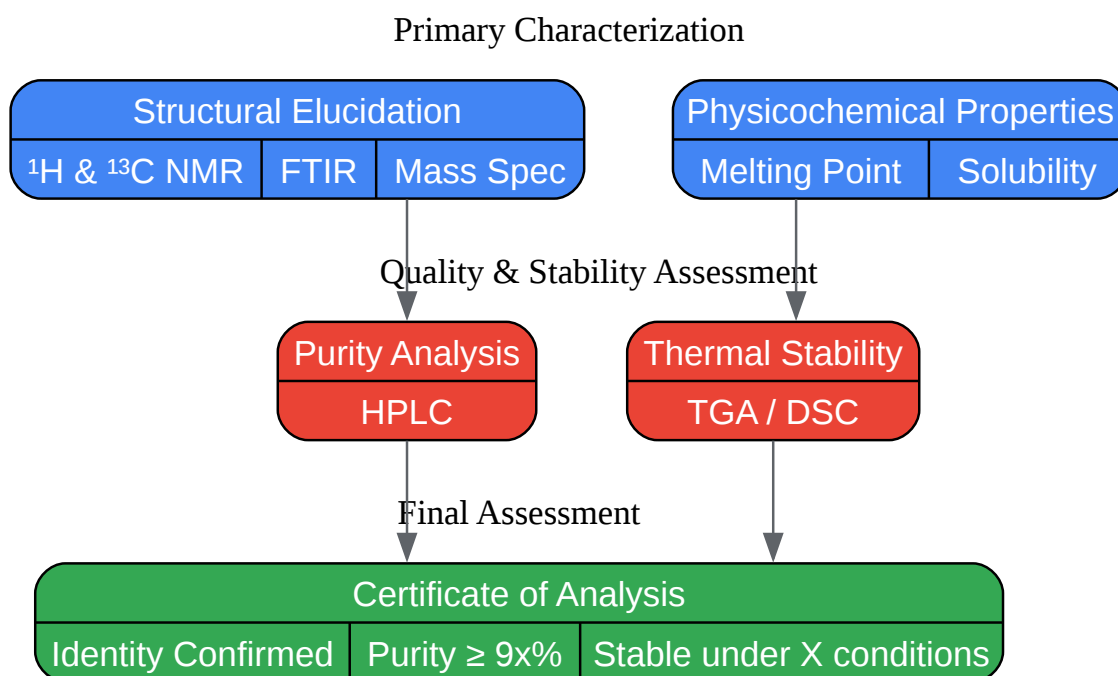 Primary Characterization
Structural Elucidation
¹H & ¹³C NMR
FTIR
Mass Spec
Physicochemical Properties
Melting Point
Solubility
Quality & Stability Assessment
Purity Analysis
HPLC
Thermal Stability
TGA / DSC
Final Assessment
Certificate of Analysis
Identity Confirmed
Purity ≥ 9x%
Stable under X conditions